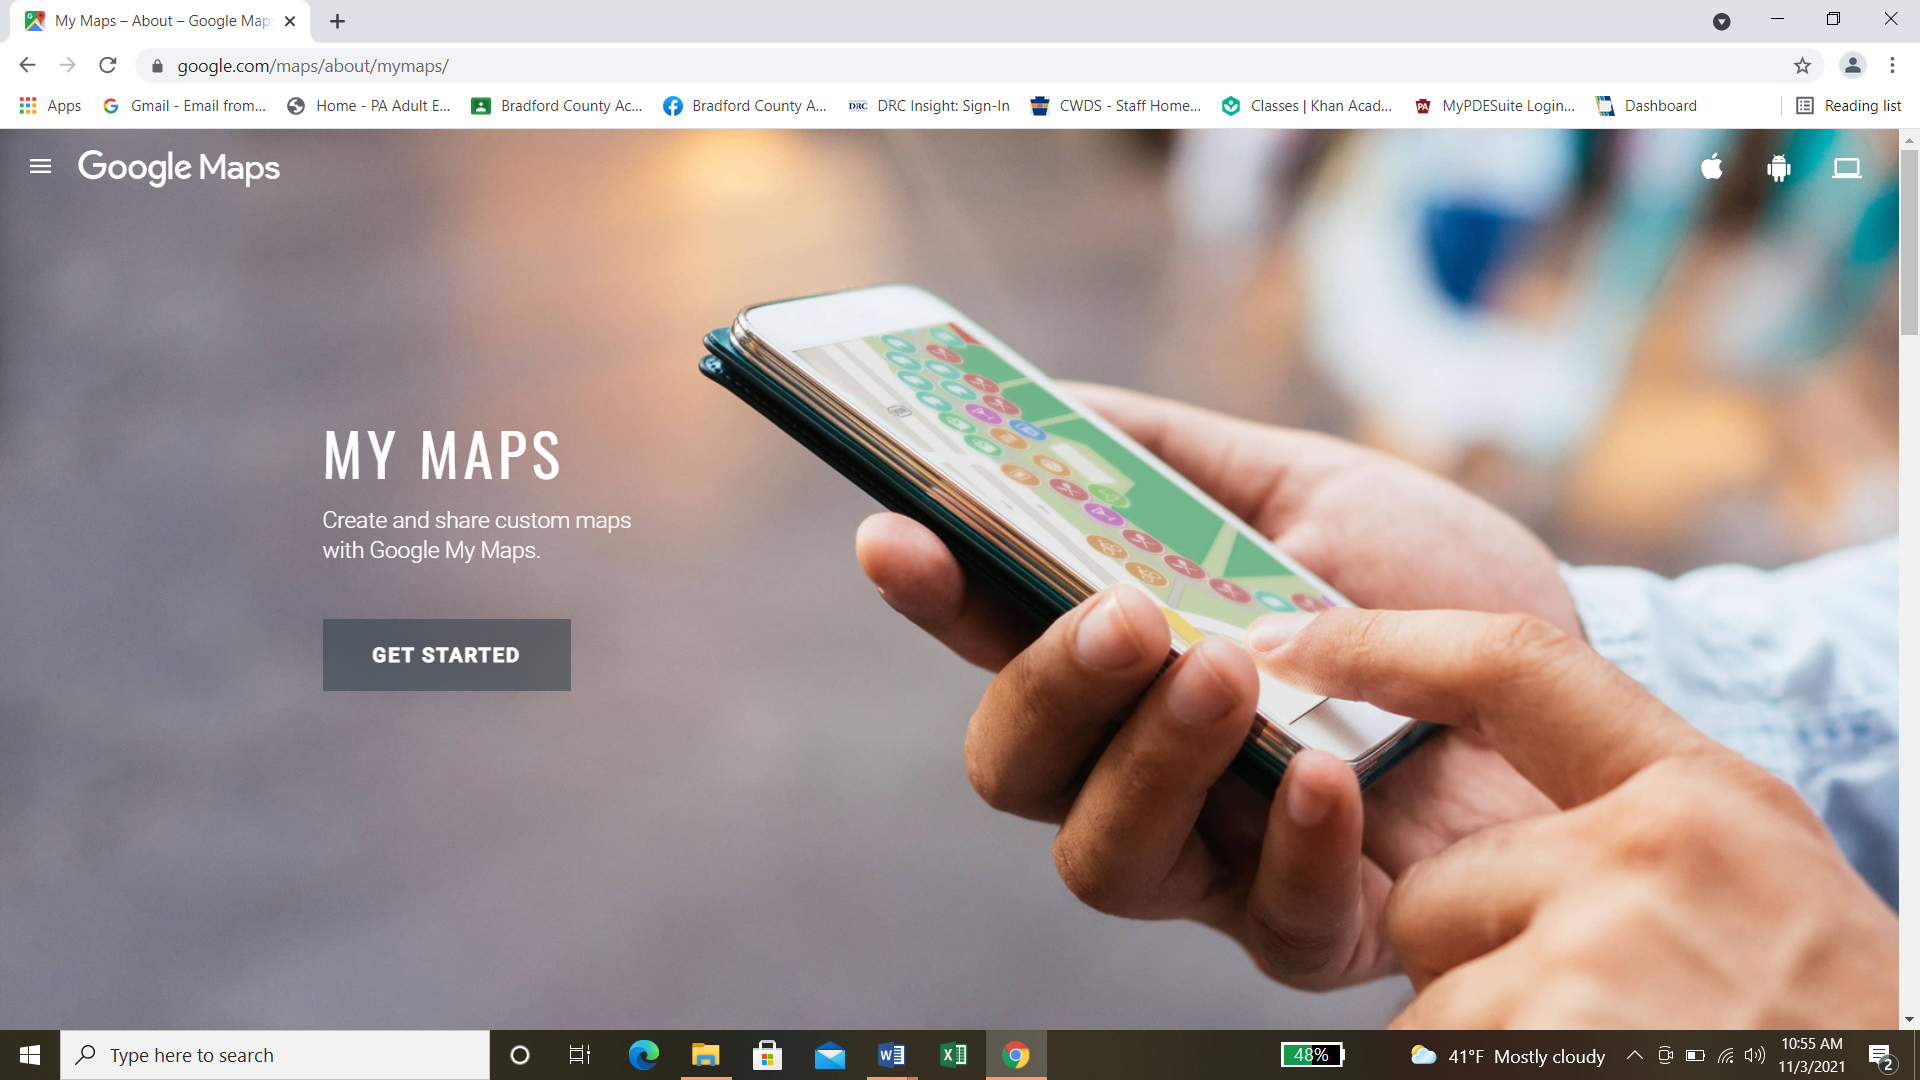 My Maps – About – Google Map
google.com/maps/about/mymaps/
Apps
Gmail - Email from...
Home - PA Adult E...
Bradford County Ac...
Bradford County A...
DRC
DRC Insight: Sign-In
CWDS - Staff Home...
Classes | Khan Acad...
PA
MyPDESuite Login...
Dashboard
Reading list
Google Maps
MY MAPS
Create and share custom maps
with Google My Maps.
GET STARTED
Type here to search
48%
41°F Mostly cloudy
10:55 AM
11/3/2021
2